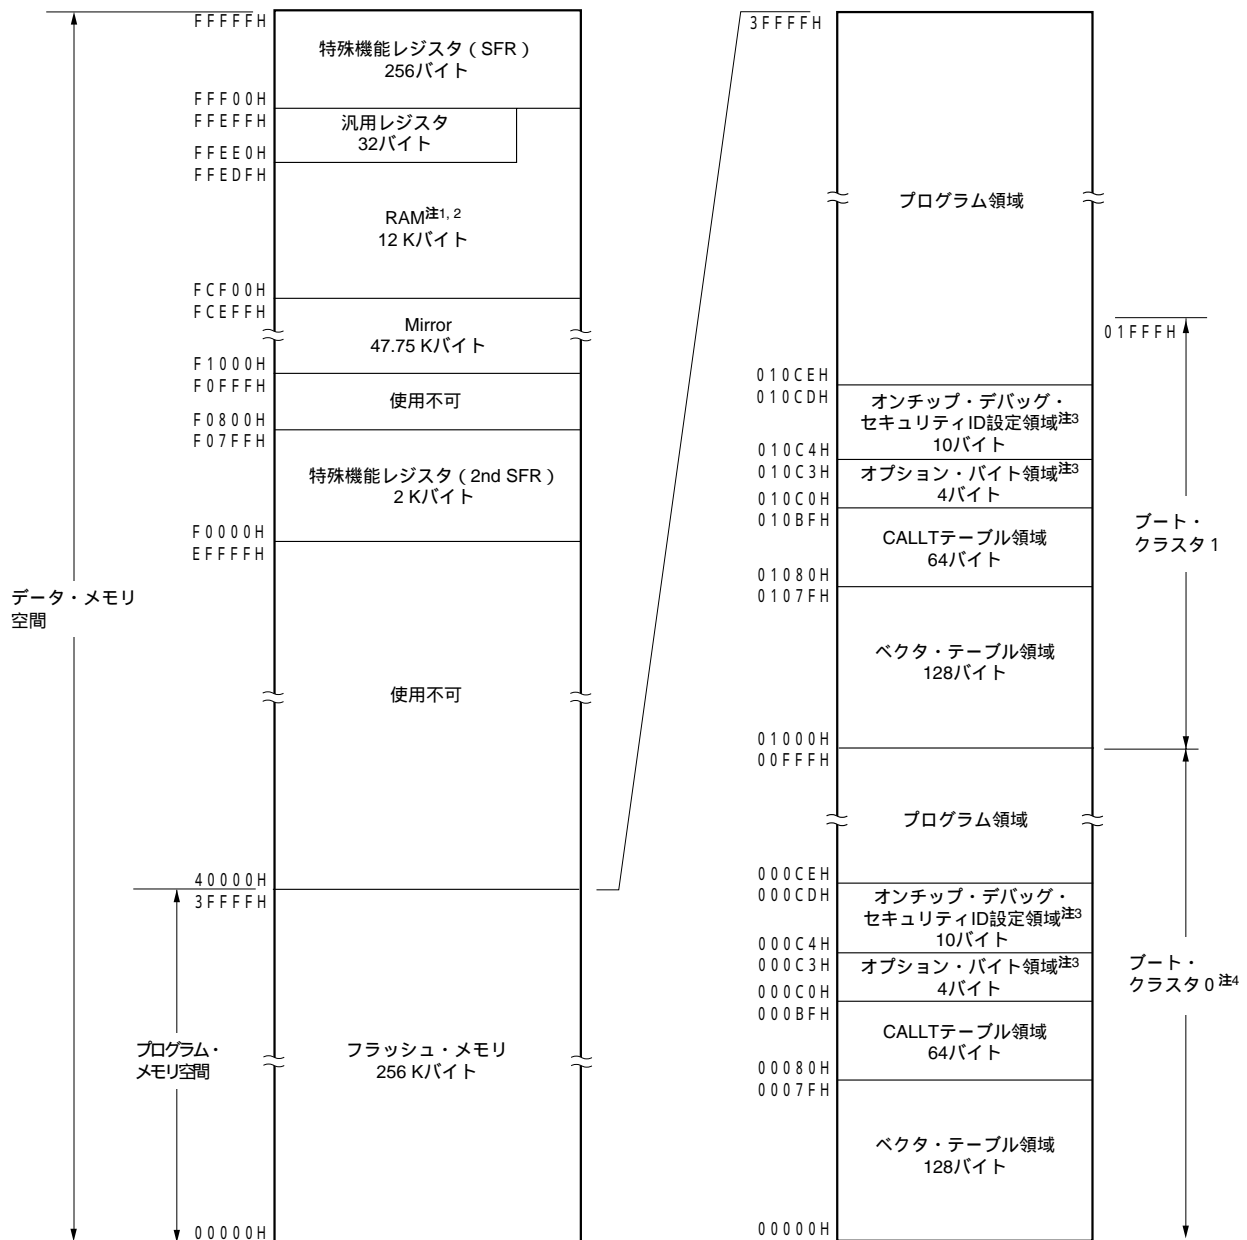 FFFFFH
特殊機能レジスタ（SFR）
256バイト
FFF00H
FFEFFH
汎用レジスタ
32バイト
FFEE0H
FFEDFH
RAM注1, 2
12 Kバイト
FCF00H
FCEFFH
Mirror
47.75 Kバイト
F1000H
F0FFFH
使用不可
F0800H
F07FFH
特殊機能レジスタ（2nd SFR）
2 Kバイト
F0000H
EFFFFH
データ・メモリ
空間
使用不可
40000H
3FFFFH
プログラム・
メモリ空間
フラッシュ・メモリ
256 Kバイト
00000H
3FFFFH
プログラム領域
01FFFH
010CEH
010CDH
オンチップ・デバッグ・
セキュリティID設定領域注3
10バイト
010C4H
010C3H
オプション・バイト領域注3
4バイト
010C0H
010BFH
CALLTテーブル領域
64バイト
01080H
0107FH
ブート・
クラスタ1
ベクタ・テーブル領域
128バイト
01000H
00FFFH
プログラム領域
000CEH
000CDH
オンチップ・デバッグ・
セキュリティID設定領域注3
10バイト
000C4H
000C3H
オプション・バイト領域注3
4バイト
000C0H
000BFH
ブート・
クラスタ0注4
CALLTテーブル領域
64バイト
00080H
0007FH
ベクタ・テーブル領域
128バイト
00000H